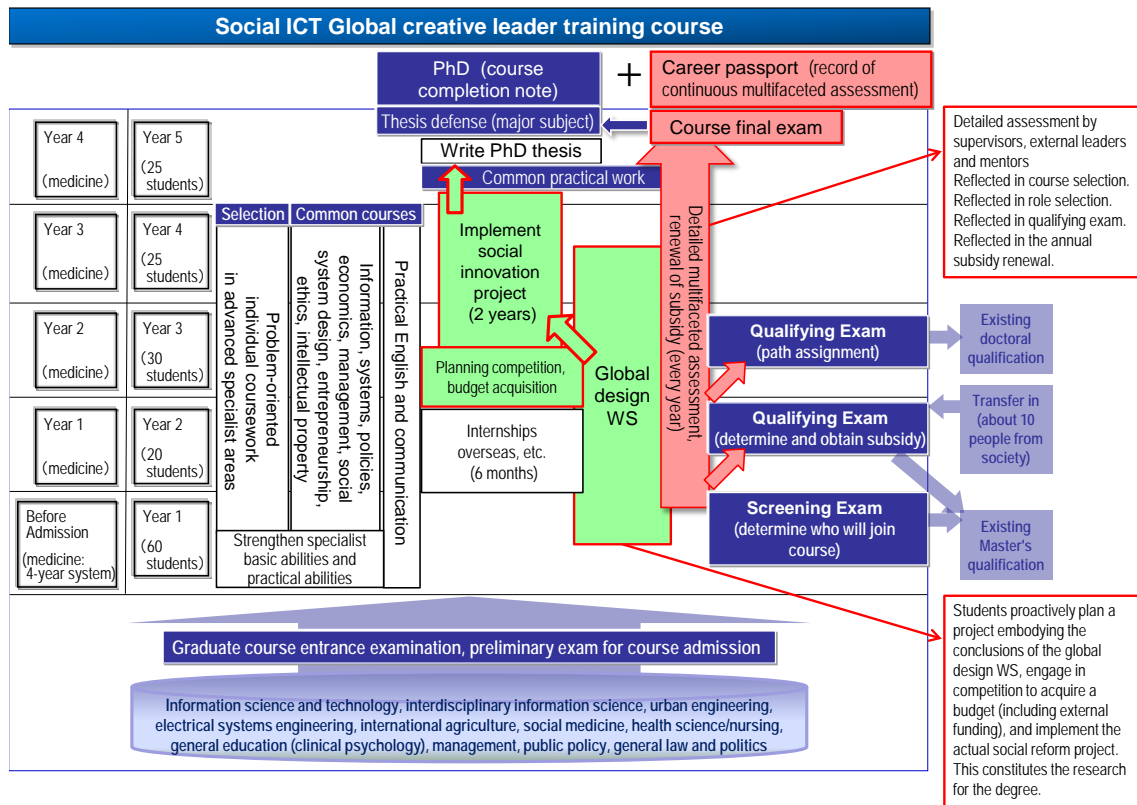 Social ICT Global creative leader training course
PhD (course
completion note)
+
Career passport (record of
continuous multifaceted assessment)
Thesis defense (major subject)
Course final exam
Write PhD thesis
Common practical work
Year 4
(medicine)
Year 5
(25
students)
Year 3
(medicine)
Year 4
(25
students)
Year 2
(medicine)
Year 3
(30
students)
Year 1
(medicine)
Year 2
(20
students)
Before
Admission
(medicine:
4-year system)
Year 1
(60
students)
Selection
Common courses
Problem-oriented
individual coursework
in advanced specialist areas
Information, systems, policies,
economics, management, social
system design, entrepreneurship,
ethics, intellectual property
Practical English and communication
Strengthen specialist
basic abilities and
practical abilities
Implement
social
innovation
project
(2 years)
Planning competition,
budget acquisition
Internships
overseas, etc.
(6 months)
Global
design
WS
Detailed multifaceted assessment,
renewal of subsidy (every year)
Qualifying Exam
(path assignment)
Qualifying Exam
(determine and obtain subsidy)
Screening Exam
(determine who will join
course)
Existing
doctoral
qualification
Transfer in
(about 10
people from
society)
Existing
Master's
qualification
Detailed assessment by
supervisors, external leaders
and mentors
Reflected in course selection.
Reflected in role selection.
Reflected in qualifying exam.
Reflected in the annual
subsidy renewal.
Students proactively plan a
project embodying the
conclusions of the global
design WS, engage in
competition to acquire a
budget (including external
funding), and implement the
actual social reform project.
This constitutes the research
for the degree.
Graduate course entrance examination, preliminary exam for course admission
Information science and technology, interdisciplinary information science, urban engineering,
electrical systems engineering, international agriculture, social medicine, health science/nursing,
general education (clinical psychology), management, public policy, general law and politics